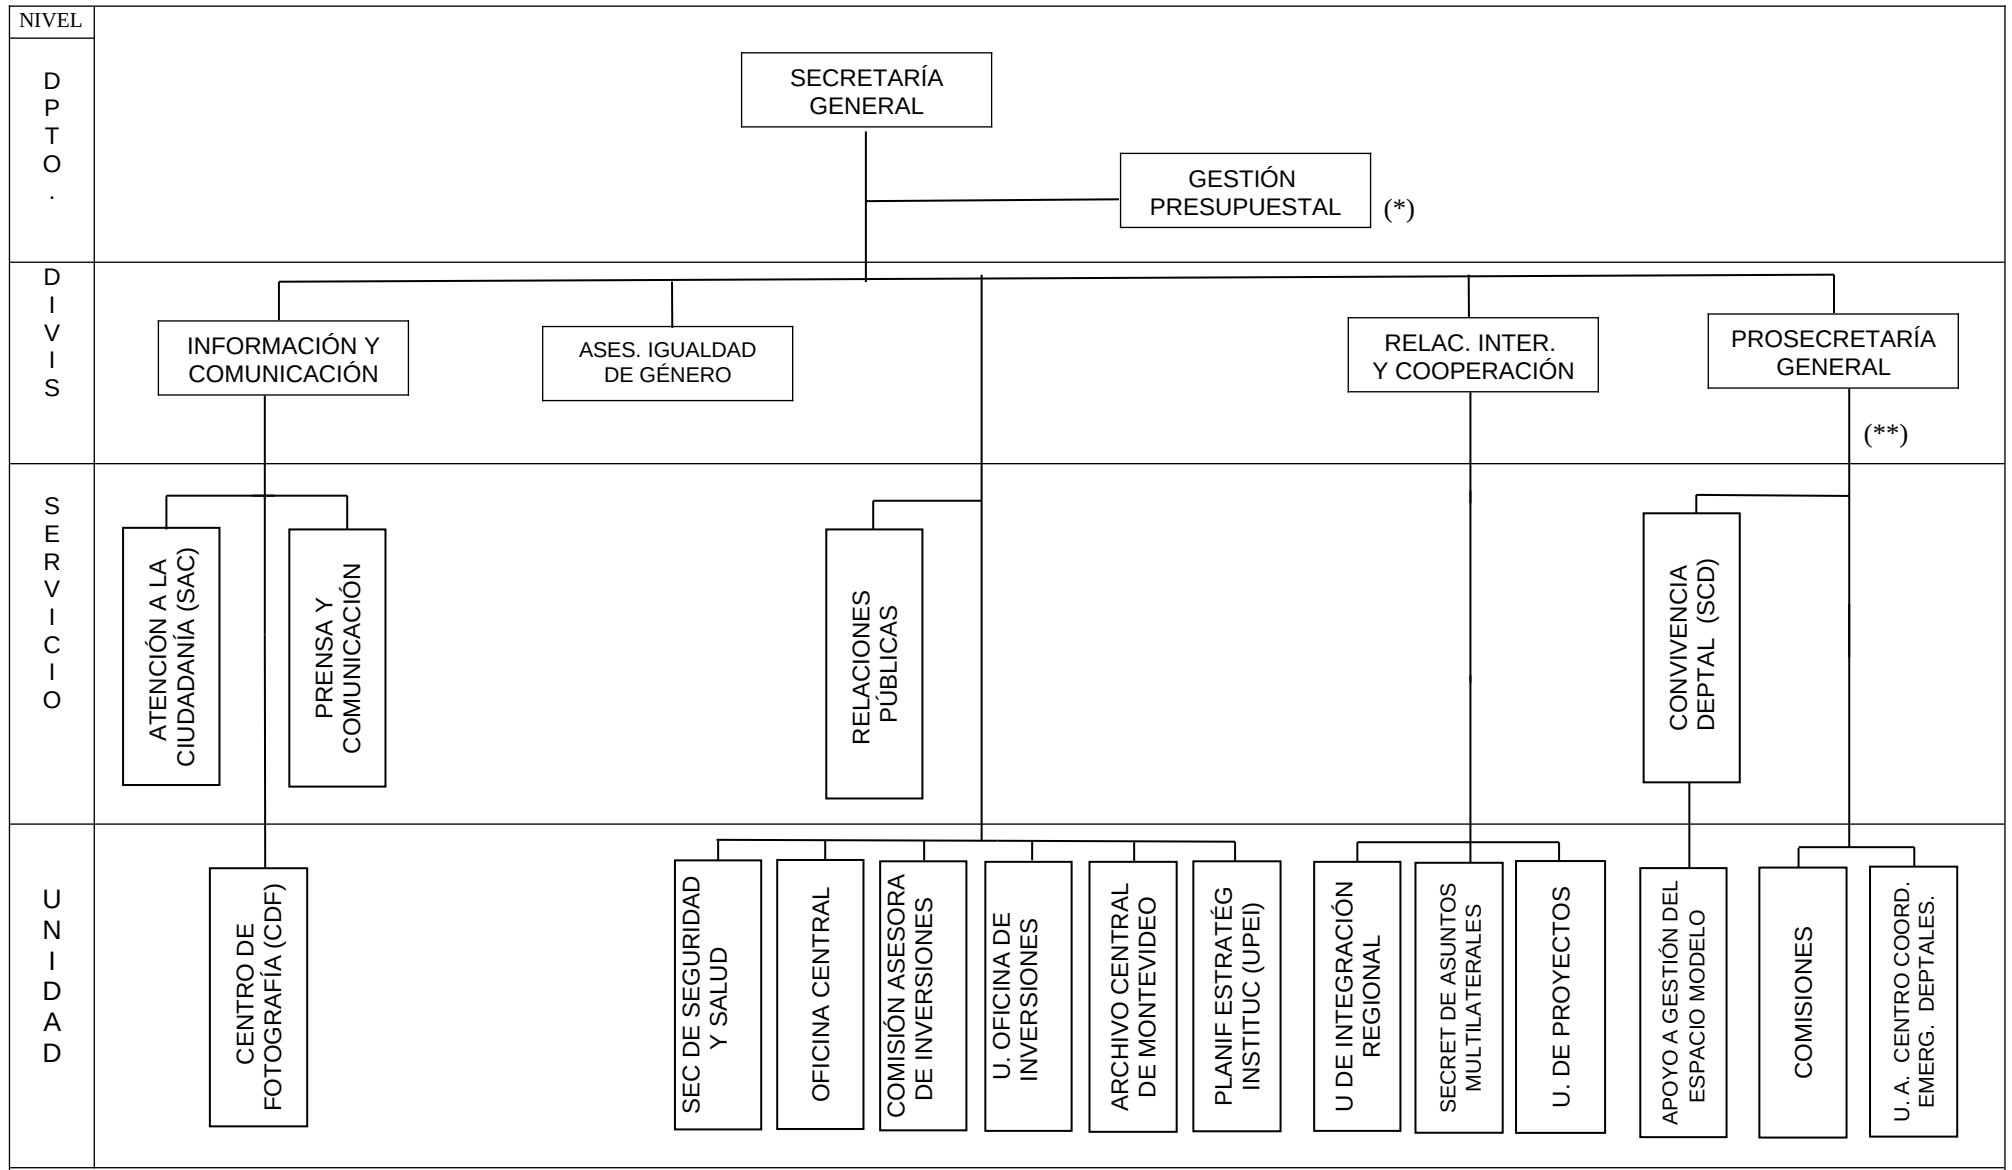 NIVEL
D
P
T
O
.
SECRETARÍA
GENERAL
GESTIÓN
PRESUPUESTAL
(*)
D
I
V
I
S
INFORMACIÓN Y
COMUNICACIÓN
ASES. IGUALDAD
DE GÉNERO
RELAC. INTER.
Y COOPERACIÓN
PROSECRETARÍA
GENERAL
(**)
S
E
R
V
I
C
I
O
ATENCIÓN A LA
CIUDADANÍA (SAC)
PRENSA Y
COMUNICACIÓN
RELACIONES
PÚBLICAS
CONVIVENCIA
DEPTAL (SCD)
U
N
I
D
A
D
CENTRO DE
FOTOGRAFÍA (CDF)
SEC DE SEGURIDAD
Y SALUD
OFICINA CENTRAL
COMISIÓN ASESORA
DE INVERSIONES
U. OFICINA DE
INVERSIONES
ARCHIVO CENTRAL
DE MONTEVIDEO
PLANIF ESTRATÉG
INSTITUC (UPEI)
U DE INTEGRACIÓN
REGIONAL
SECRET DE ASUNTOS
MULTILATERALES
U. DE PROYECTOS
APOYO A GESTIÓN DEL
ESPACIO MODELO
COMISIONES
U. A. CENTRO COORD.
EMERG. DEPTALES.